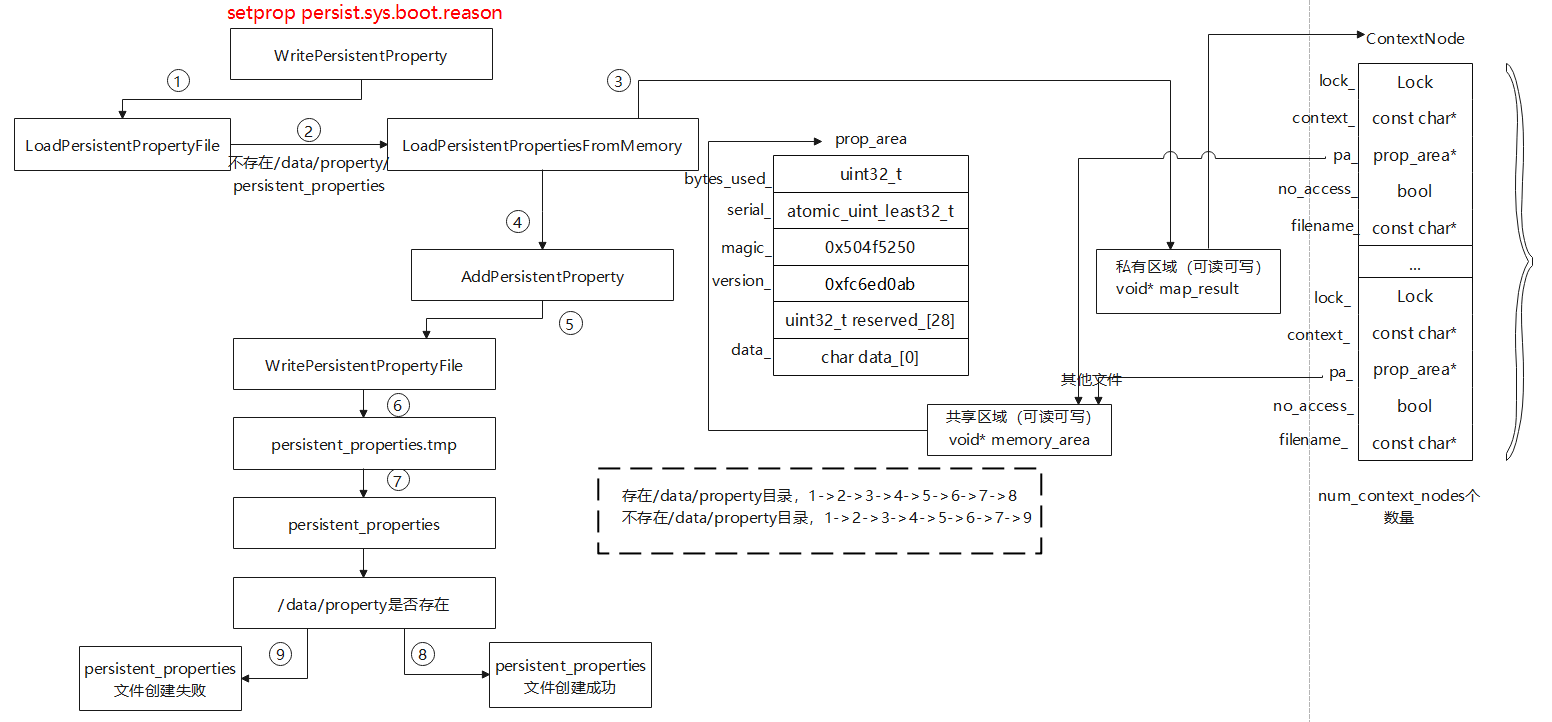 setprop persist.sys.boot.reason
WritePersistentProperty
①
LoadPersistentPropertyFile
②
不存在/data/property/
persistent_properties
LoadPersistentPropertiesFromMemory
③
④
AddPersistentProperty
⑤
WritePersistentPropertyFile
⑥
persistent_properties.tmp
⑦
persistent_properties
/data/property是否存在
⑨
⑧
persistent_properties
文件创建失败
persistent_properties
文件创建成功
prop_area
bytes_used_
uint32_t
serial_
atomic_uint_least32_t
magic_
0x504f5250
version_
0xfc6ed0ab
uint32_t reserved_[28]
data_
char data_[0]
其他文件
共享区域（可读可写）
void* memory_area
存在/data/property目录，1->2->3->4->5->6->7->8
不存在/data/property目录，1->2->3->4->5->6->7->9
私有区域（可读可写）
void* map_result
ContextNode
lock_
Lock
context_
const char*
pa_
prop_area*
no_access_
bool
filename_
const char*
...
lock_
Lock
context_
const char*
pa_
prop_area*
no_access_
bool
filename_
const char*
num_context_nodes个
数量